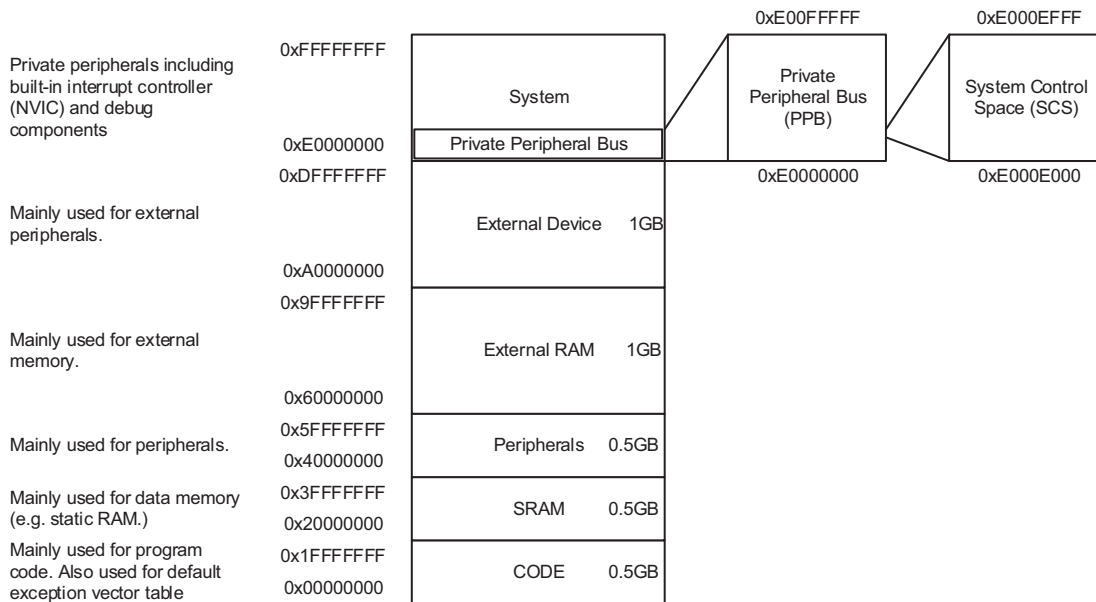 0xE00FFFFF
0xE000EFFF
0xFFFFFFFF
Private peripherals including
built-in interrupt controller
(NVIC) and debug
components
System
Private
Peripheral Bus
(PPB)
System Control
Space (SCS)
0xE0000000
Private Peripheral Bus
0xDFFFFFFF
0xE0000000
0xE000E000
Mainly used for external
peripherals.
External Device 1GB
0xA0000000
0x9FFFFFFF
Mainly used for external
memory.
External RAM 1GB
0x60000000
0x5FFFFFFF
Mainly used for peripherals.
Peripherals 0.5GB
0x40000000
Mainly used for data memory
(e.g. static RAM.)
0x3FFFFFFF
SRAM 0.5GB
0x20000000
Mainly used for program
code. Also used for default
exception vector table
0x1FFFFFFF
CODE 0.5GB
0x00000000